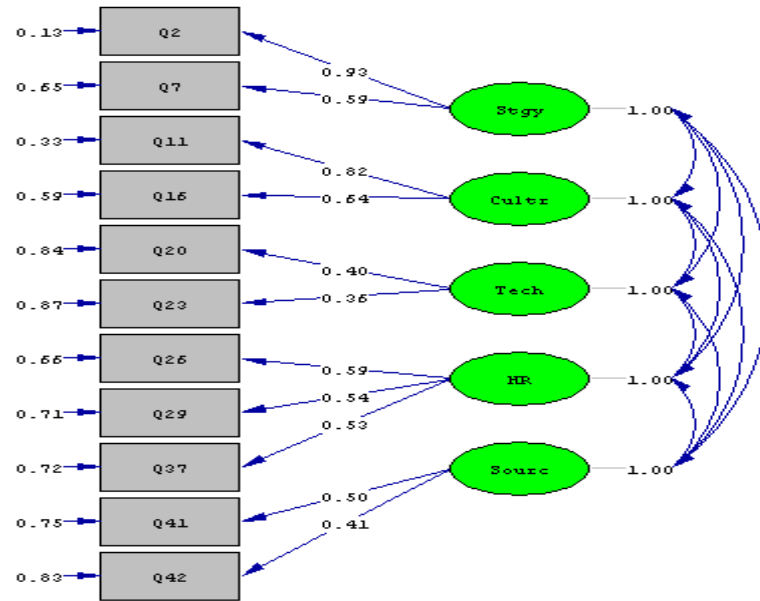 0.13 Q2
0.93
0.65 Q7
0.59
Stgy 1.00
0.33 Q11
0.82
0.59 Q16
0.64
Cultr 1.00
0.84 Q20
0.40
0.87 Q23
0.36
Tech 1.00
0.66 Q26
0.59
0.71 Q29
0.54
HR 1.00
0.72 Q37
0.53
Sourc 1.00
0.75 Q41
0.50
0.83 Q42
0.41